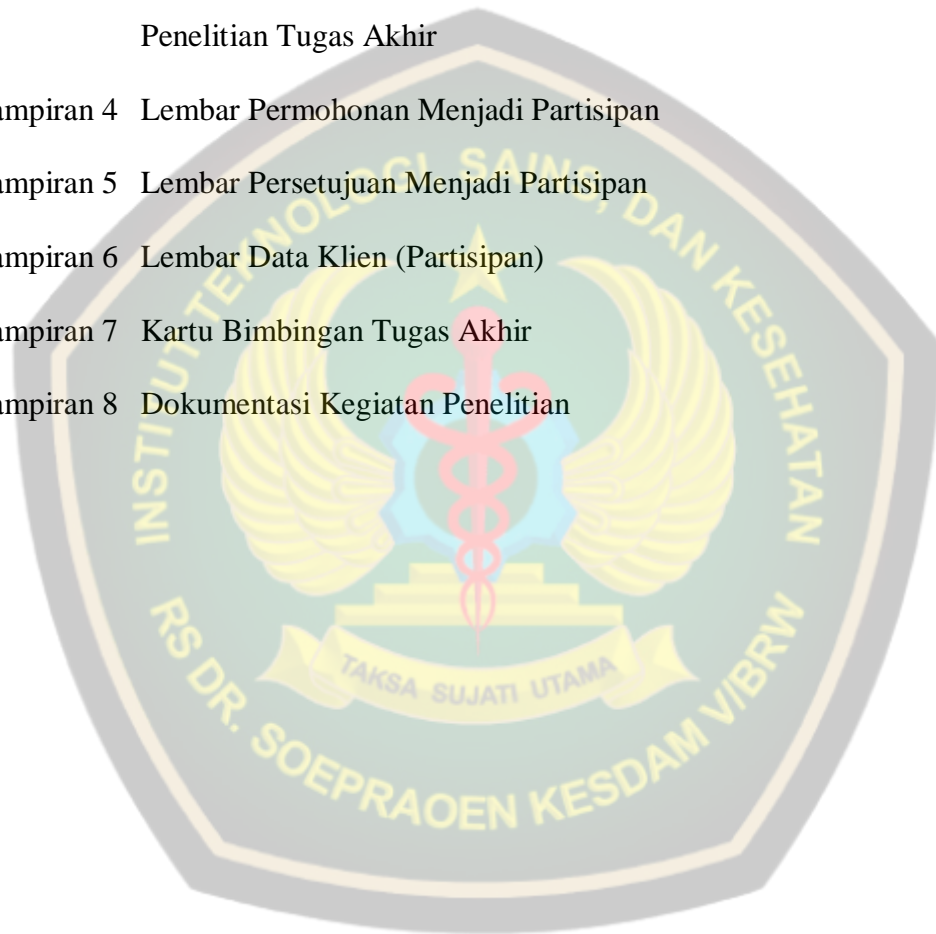 Penelitian Tugas Akhir
ampiran 4 Lembar Permohonan Menjadi Partisipan
ampiran 5 Lembar Persetujuan Menjadi Partisipan
ampiran 6 Lembar Data Klien (Partisipan)
ampiran 7 Kartu Bimbingan Tugas Akhir
ampiran 8 Dokumentasi Kegiatan Penelitian
INSTITUT TEKNOLOGI, SAINS, DAN KESEHATAN
TAKSA SUJATI UTAMA
RS DR. SOEPRAOEN KESDAM V/BRW